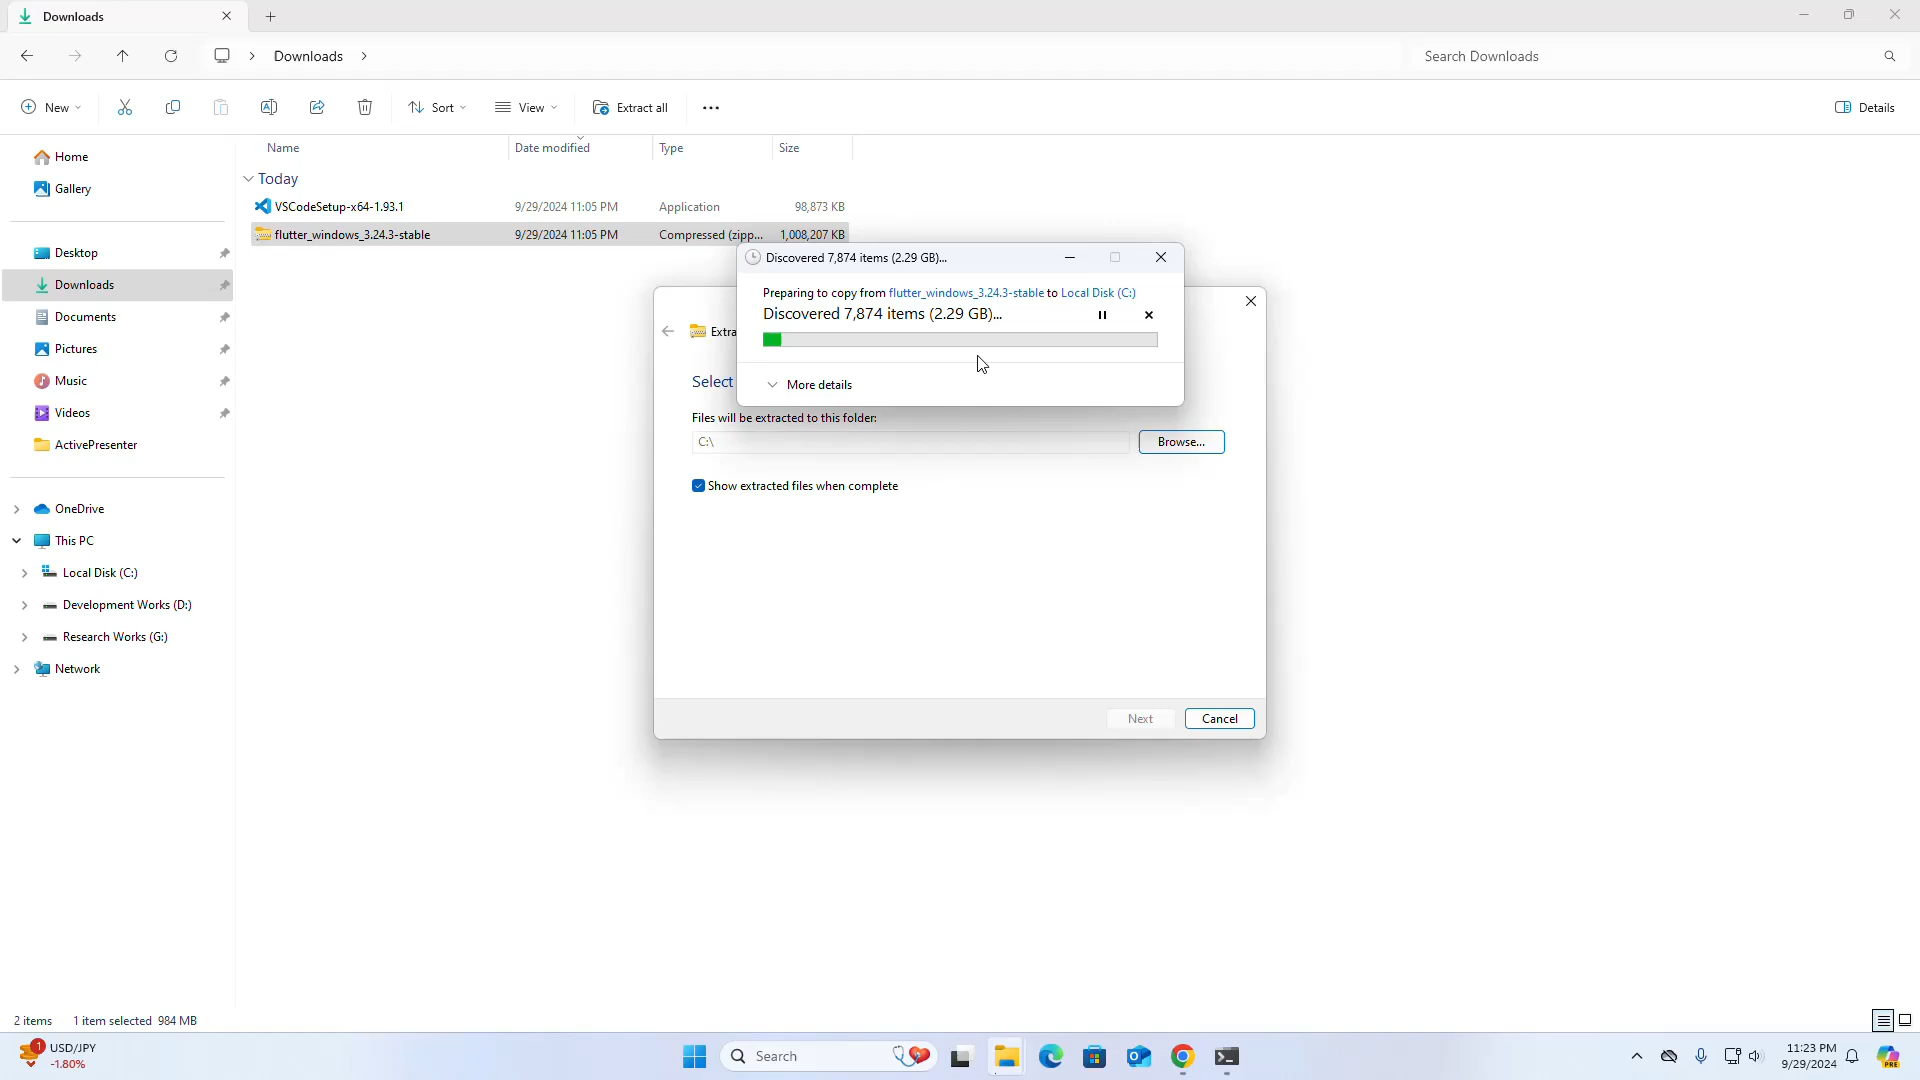 Downloads
Downloads
Search Downloads
New
Sort
View
Extract all
Details
Home
Gallery
Desktop
Downloads
Documents
Pictures
Music
Videos
ActivePresenter
OneDrive
This PC
Local Disk (C:)
Development Works (D:)
Research Works (G:)
Network
Name Date modified Type Size
Today
VSCodeSetup-x64-1.93.1 9/29/2024 11:05 PM Application 98,873 KB
flutter_windows_3.24.3-stable 9/29/2024 11:05 PM Compressed (zipp... 1,008,207 KB
Discovered 7,874 items (2.29 GB)...
Preparing to copy from flutter_windows_3.24.3-stable to Local Disk (C:)
Discovered 7,874 items (2.29 GB)...
More details
Extra
Select
Files will be extracted to this folder:
C:\
Browse...
Show extracted files when complete
Next
Cancel
2 items 1 item selected 984 MB
1
USD/JPY
-1.80%
Search
11:23 PM
9/29/2024
PRE